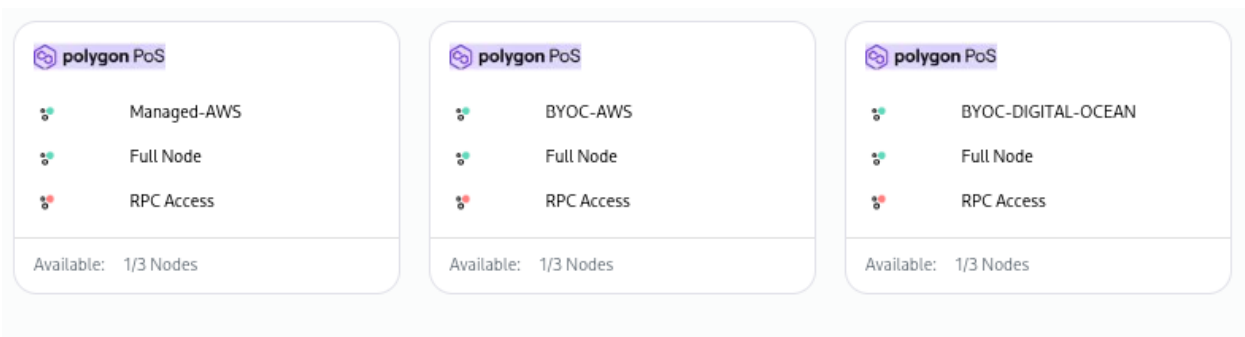 polygon PoS
Managed-AWS
Full Node
RPC Access
Available: 1/3 Nodes
polygon PoS
BYOC-AWS
Full Node
RPC Access
Available: 1/3 Nodes
polygon PoS
BYOC-DIGITAL-OCEAN
Full Node
RPC Access
Available: 1/3 Nodes